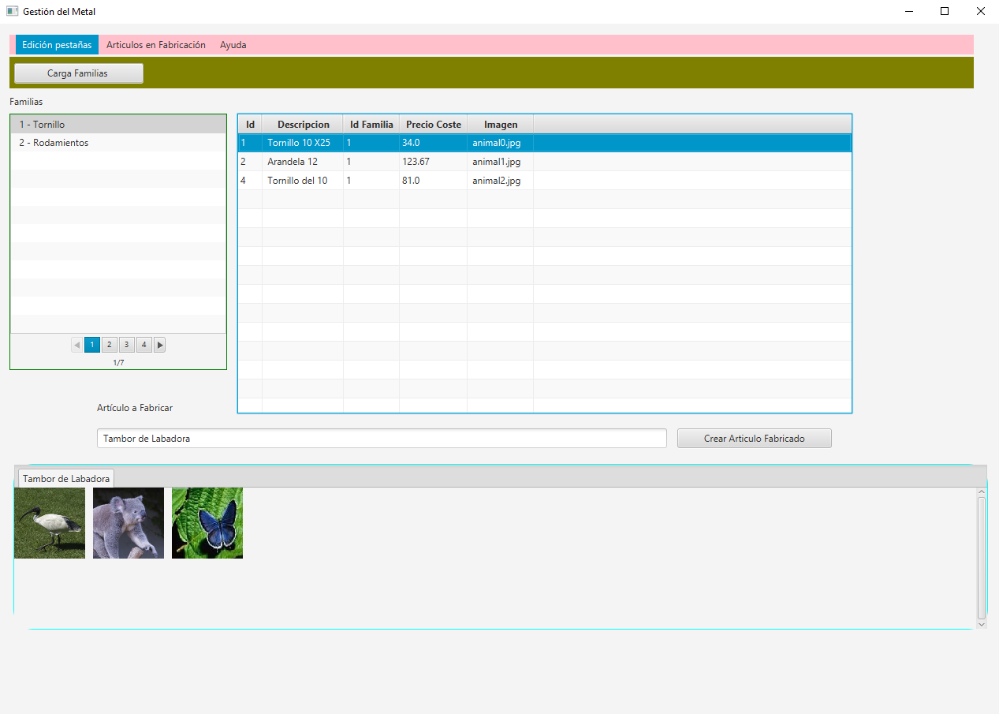 Gestión del Metal
Edición pestañas Articulos en Fabricación Ayuda
Carga Familias
Familias
1 - Tornillo
2 - Rodamientos
1 2 3 4
1/7
Id Descripcion Id Familia Precio Coste Imagen
1 Tornillo 10 X25 1 34.0 animal0.jpg
2 Arandela 12 1 123.67 animal1.jpg
4 Tornillo del 10 1 81.0 animal2.jpg
Artículo a Fabricar
Tambor de Labadora Crear Articulo Fabricado
Tambor de Labadora